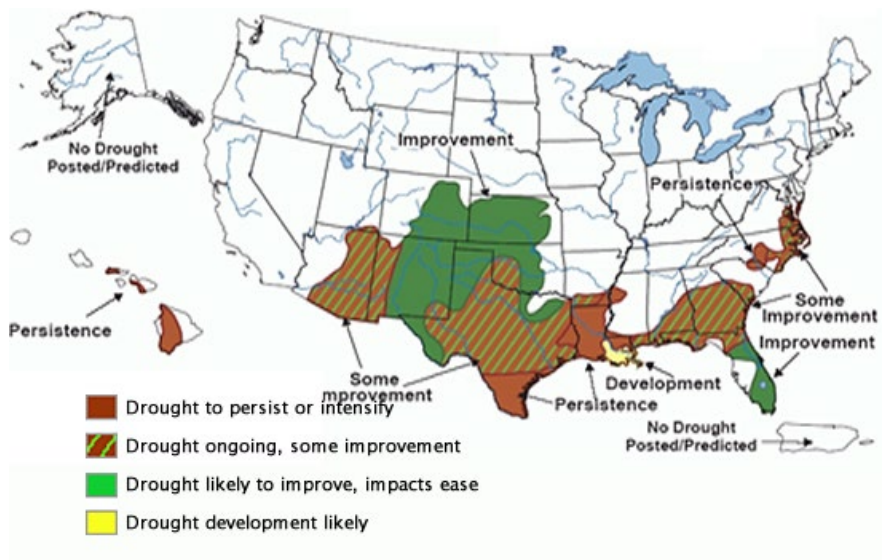 No Drought
Posted/Predicted
Improvement
Persistence
Some
Improvement
Improvement
Persistence
Some
mprovement
Development
Persistence
No Drought
Posted/Predicted
Drought to persist or intensify
Drought ongoing, some improvement
Drought likely to improve, impacts ease
Drought development likely